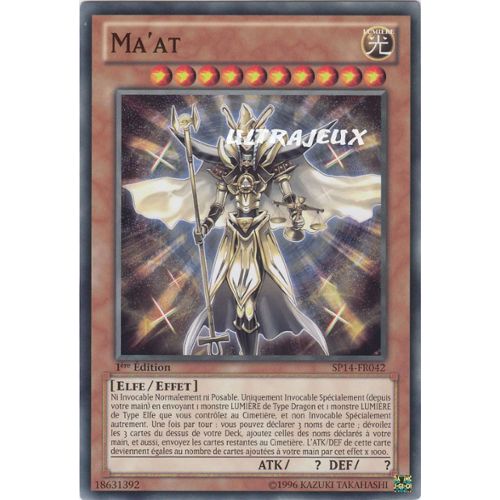 Ma'at
LUMIÈRE
光
ULTRAJEUX
1ère Édition
SP14-FR042
[Elfe / Effet]
Ni Invocable Normalement ni Posable. Uniquement Invocable Spécialement (depuis
votre main) en envoyant 1 monstre LUMIÈRE de Type Dragon et 1 monstre LUMIÈRE
de Type Elfe que vous contrôlez au Cimetière, et non Invocable Spécialement
autrement. Une fois par tour : vous pouvez déclarer 3 noms de carte ; dévoilez
les 3 cartes du dessus de votre Deck, ajoutez celles des noms déclarés à votre
main, et aussi, envoyez les cartes restantes au Cimetière. L'ATK/DEF de cette carte
deviennent égales au nombre de cartes ajoutées à votre main par cet effet x 1000.
ATK / ? DEF / ?
18631392
©1996 KAZUKI TAKAHASHI